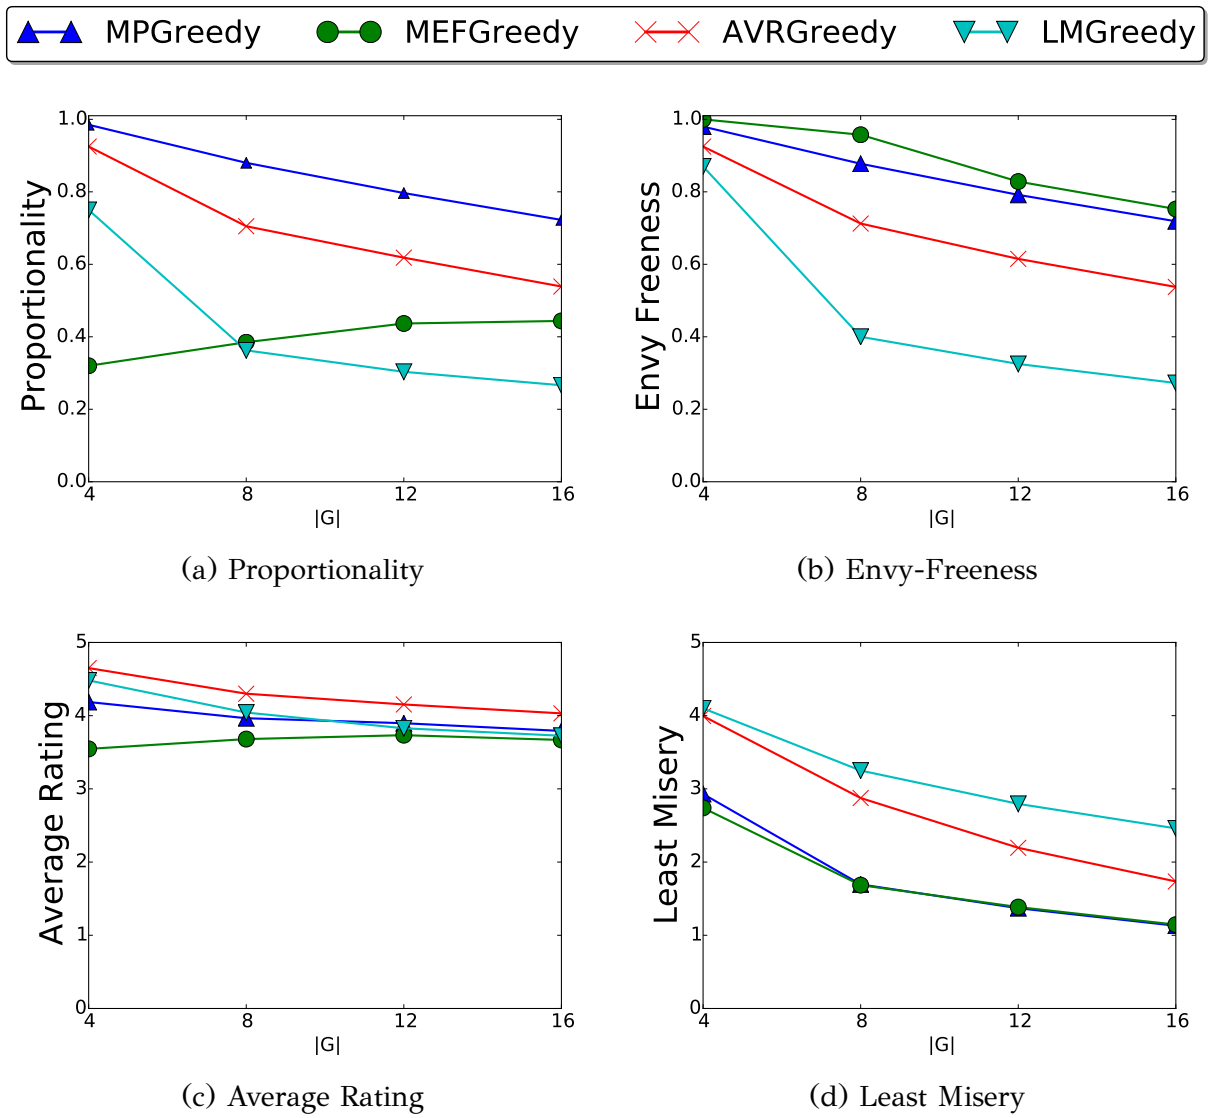 MPGreedy MEFGreedy AVRGreedy LMGreedy
1.0
0.8
0.6
0.4
0.2
0.0
Proportionality
4 8 12 16
|G|
(a) Proportionality
1.0
0.8
0.6
0.4
0.2
0.0
Envy Freeness
4 8 12 16
|G|
(b) Envy-Freeness
5
4
3
2
1
0
Average Rating
4 8 12 16
|G|
(c) Average Rating
5
4
3
2
1
0
Least Misery
4 8 12 16
|G|
(d) Least Misery